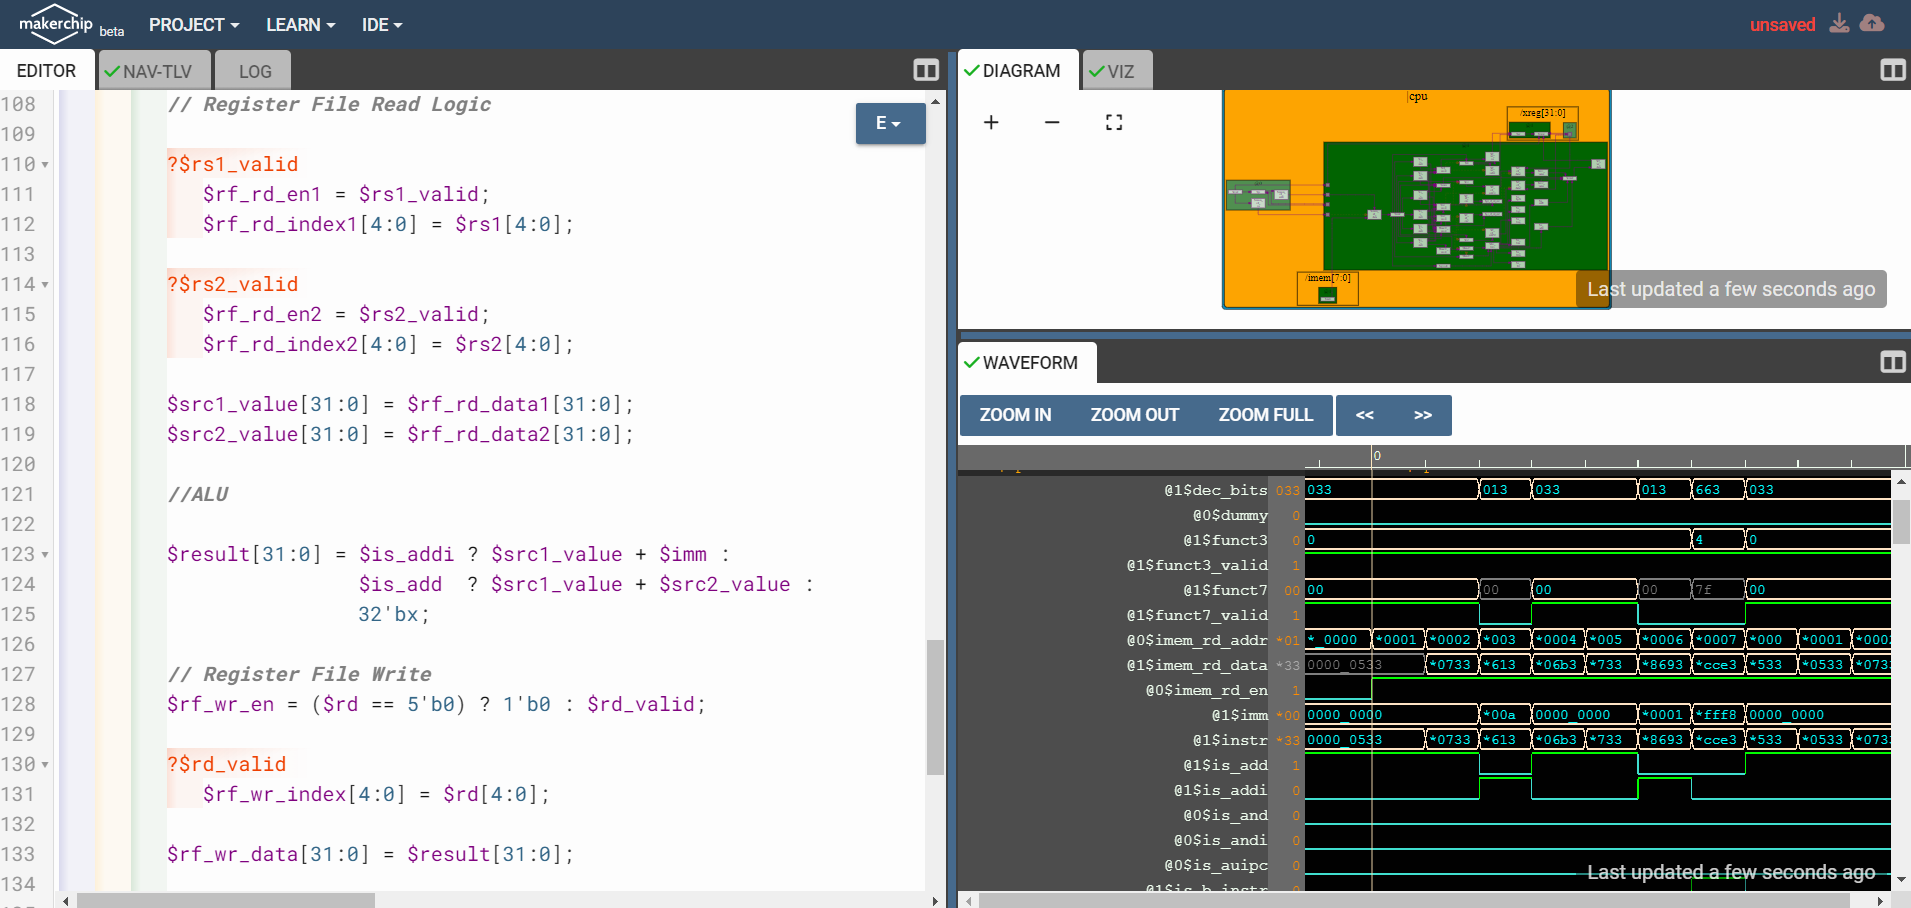 makerchip beta PROJECT LEARN IDE unsaved
EDITOR NAV-TLV LOG
108 // Register File Read Logic
109
110 ?$rs1_valid
111 $rf_rd_en1 = $rs1_valid;
112 $rf_rd_index1[4:0] = $rs1[4:0];
113
114 ?$rs2_valid
115 $rf_rd_en2 = $rs2_valid;
116 $rf_rd_index2[4:0] = $rs2[4:0];
117
118 $src1_value[31:0] = $rf_rd_data1[31:0];
119 $src2_value[31:0] = $rf_rd_data2[31:0];
120
121 //ALU
122
123 $result[31:0] = $is_addi ? $src1_value + $imm :
124 $is_add ? $src1_value + $src2_value :
125 32'bx;
126
127 // Register File Write
128 $rf_wr_en = ($rd == 5'b0) ? 1'b0 : $rd_valid;
129
130 ?$rd_valid
131 $rf_wr_index[4:0] = $rd[4:0];
132
133 $rf_wr_data[31:0] = $result[31:0];
134
E
DIAGRAM VIZ
+ −
cpu
/xreg[31:0]
/imem[7:0]
Last updated a few seconds ago
WAVEFORM
ZOOM IN ZOOM OUT ZOOM FULL << >>
0
@1$dec_bits 033 033 013 033 013 663 033
@0$dummy 0
@1$funct3 0 0 4 0
@1$funct3_valid 1
@1$funct7 00 00 00 00 00 7f 00
@1$funct7_valid 1
@0$imem_rd_addr *01 *_0000 *0001 *0002 *003 *0004 *005 *0006 *0007 *000 *0001 *0002
@1$imem_rd_data *33 0000_0533 *0733 *613 *06b3 *733 *8693 *cce3 *533 *0533 *073
@0$imem_rd_en 1
@1$imm *00 0000_0000 *00a 0000_0000 *0001 *fff8 0000_0000
@1$instr *33 0000_0533 *0733 *613 *06b3 *733 *8693 *cce3 *533 *0533 *073
@1$is_add 1
@1$is_addi 0
@0$is_and 0
@0$is_andi 0
@0$is_auipc 0
@1$is_b_instr 0
Last updated a few seconds ago